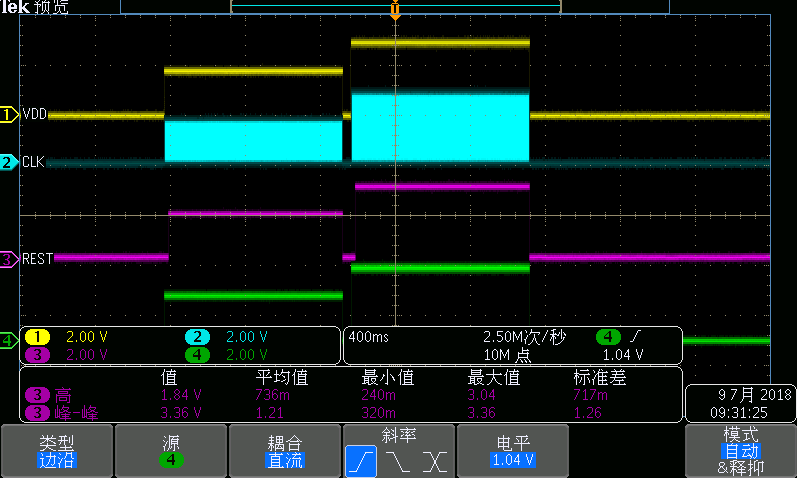 Tek 预览
T
1 VDD
2 CLK
3 REST
4
1 2.00 V 2 2.00 V 400ms 2.50M次/秒 4
3 2.00 V 4 2.00 V 10M 点 1.04 V
值 平均值 最小值 最大值 标准差
3 高 1.84 V 736m 240m 3.04 717m
3 峰-峰 3.36 V 1.21 320m 3.36 1.26
9 7月 2018
09:31:25
类型 源 耦合 斜率 电平 模式
边沿 4 直流 1.04 V 自动
&释抑